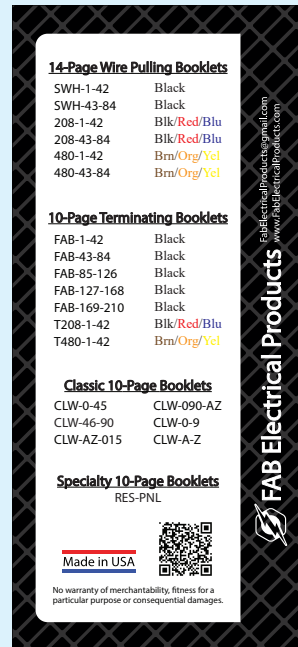 14-Page Wire Pulling Booklets
SWH-1-42 Black
SWH-43-84 Black
208-1-42 Blk/Red/Blu
208-43-84 Blk/Red/Blu
480-1-42 Brn/Org/Yel
480-43-84 Brn/Org/Yel
10-Page Terminating Booklets
FAB-1-42 Black
FAB-43-84 Black
FAB-85-126 Black
FAB-127-168 Black
FAB-169-210 Black
T208-1-42 Blk/Red/Blu
T480-1-42 Brn/Org/Yel
Classic 10-Page Booklets
CLW-0-45 CLW-090-AZ
CLW-46-90 CLW-0-9
CLW-AZ-015 CLW-A-Z
Specialty 10-Page Booklets
RES-PNL
Made in USA
No warranty of merchantability, fitness for a
particular purpose or consequential damages.
FAB Electrical Products
FabElectricalProducts@gmail.com
www.FabElectricalProducts.com